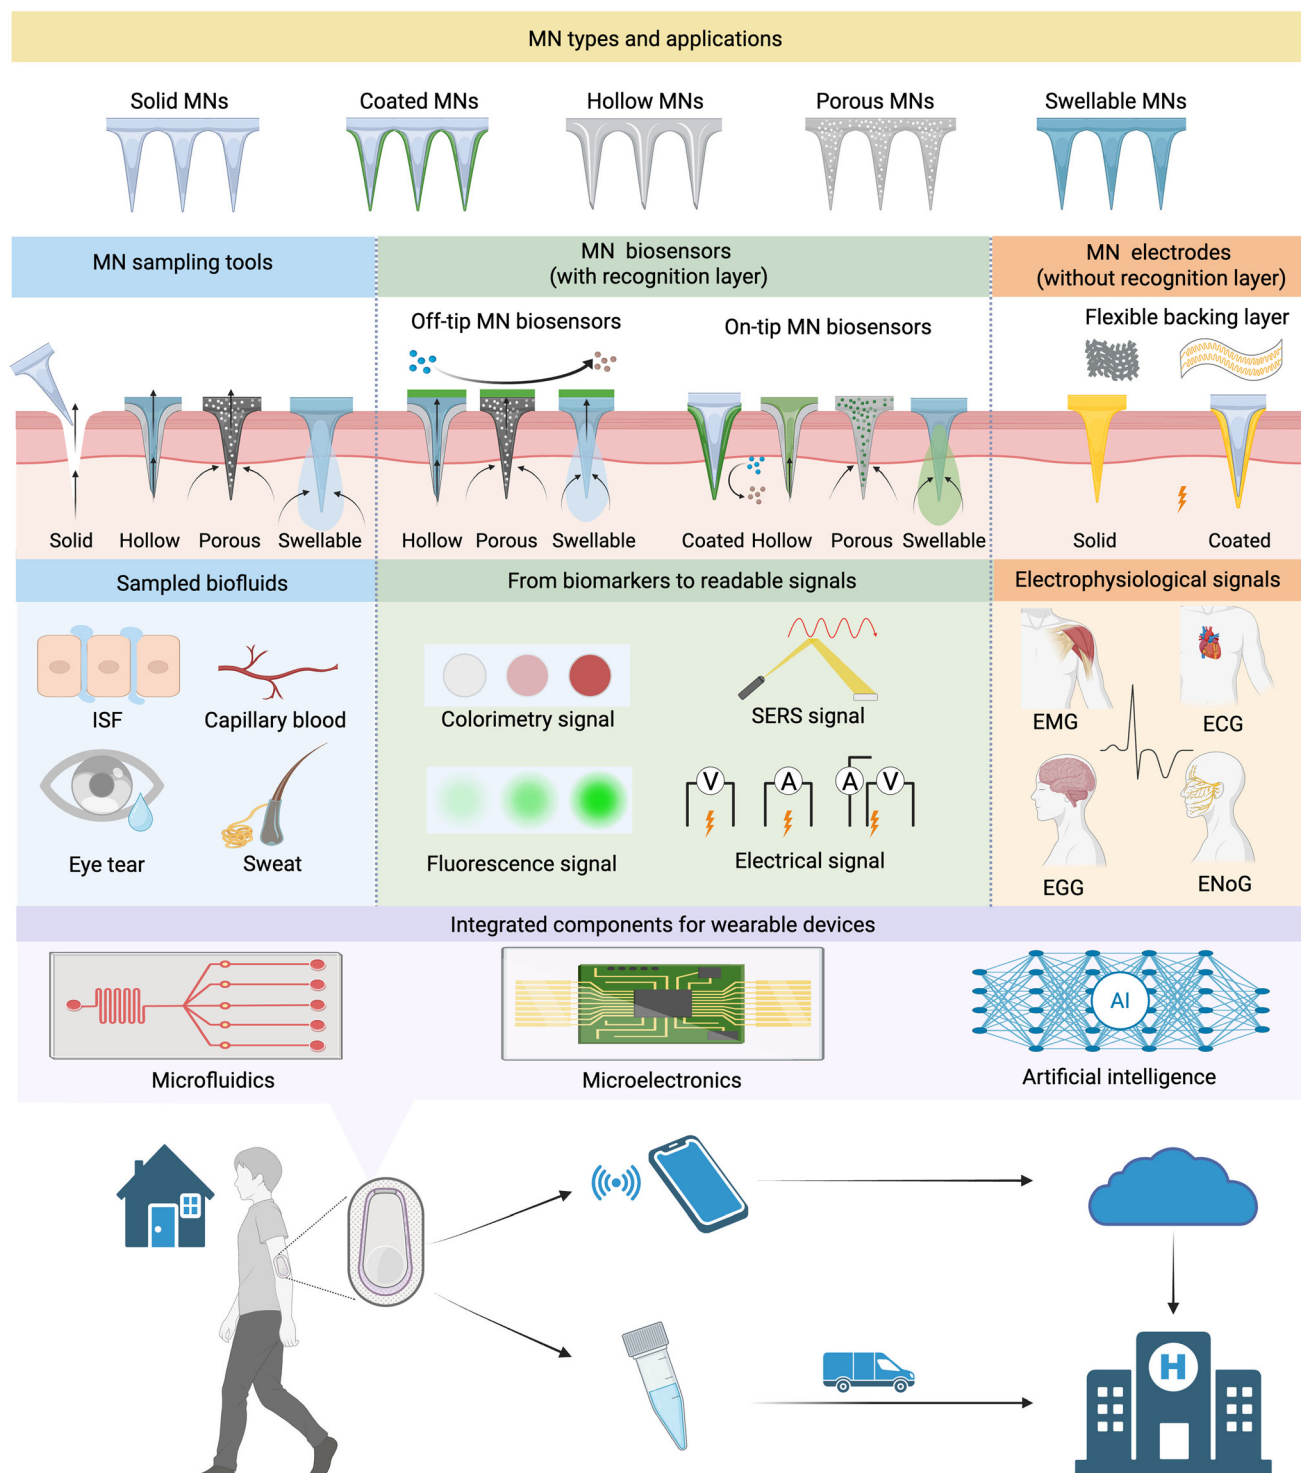 MN types and applications
Solid MNs
Coated MNs
Hollow MNs
Porous MNs
Swellable MNs
MN sampling tools
MN biosensors
(with recognition layer)
MN electrodes
(without recognition layer)
Off-tip MN biosensors
On-tip MN biosensors
Flexible backing layer
Solid
Hollow
Porous
Swellable
Hollow
Porous
Swellable
Coated
Hollow
Porous
Swellable
Solid
Coated
Sampled biofluids
From biomarkers to readable signals
Electrophysiological signals
ISF
Capillary blood
Eye tear
Sweat
Colorimetry signal
SERS signal
Fluorescence signal
V
A
A
V
Electrical signal
EMG
ECG
EGG
ENoG
Integrated components for wearable devices
Microfluidics
Microelectronics
AI
Artificial intelligence
H